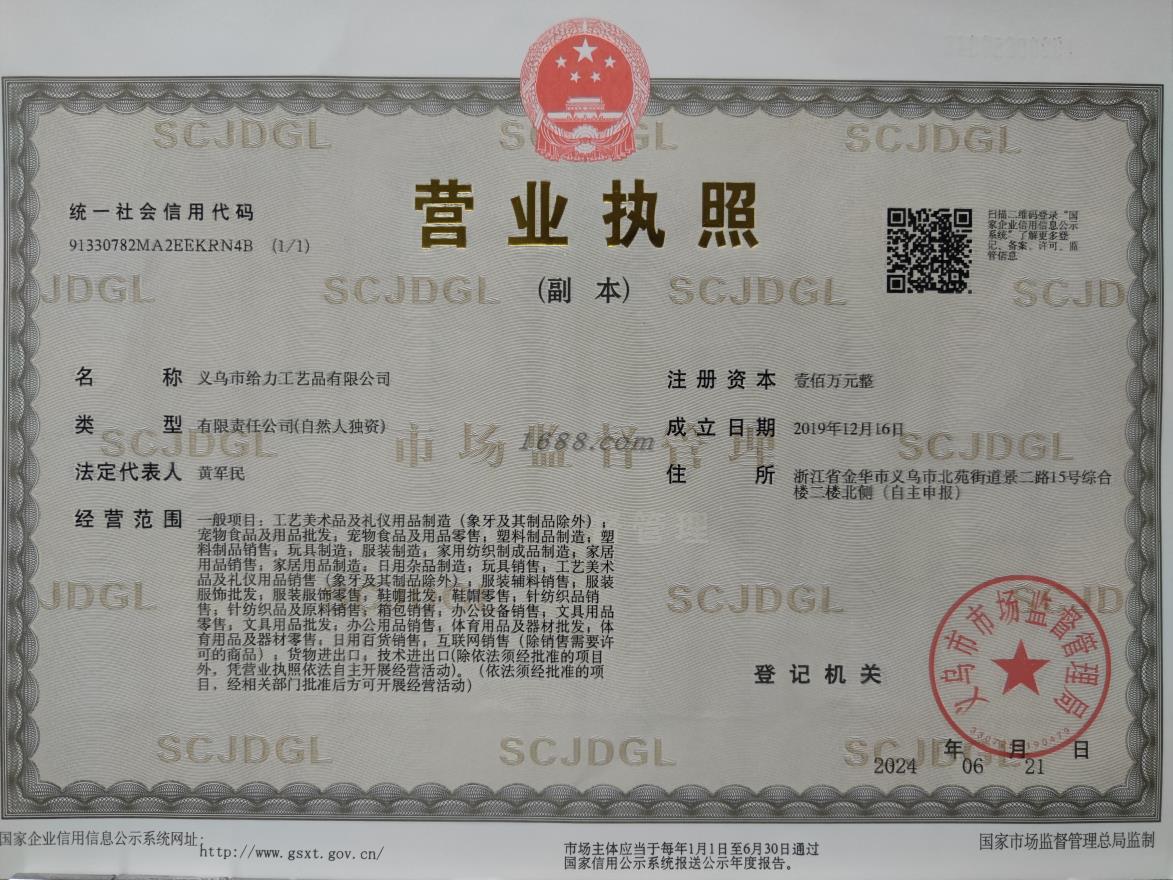 SCJDGL SCJDGL SCJDGL
营业执照
(副 本)
统一社会信用代码
91330782MA2EEKRN4B (1/1)
扫描二维码登录“国
家企业信用信息公示
系统”了解更多登
记、备案、许可、监
管信息
JDGL SCJDGL SCJDGL SCJD
名 称 义乌市给力工艺品有限公司
类 型 有限责任公司(自然人独资)
法定代表人 黄军民
经营范围 一般项目：工艺美术品及礼仪用品制造（象牙及其制品除外）；
宠物食品及用品批发；宠物食品及用品零售；塑料制品制造；塑
料制品销售；玩具制造；服装制造；家用纺织制成品制造；家居
用品销售；家居用品制造；日用杂品制造；玩具销售；工艺美术
品及礼仪用品销售（象牙及其制品除外）；服装辅料销售；服装
服饰批发；服装服饰零售；鞋帽批发；鞋帽零售；针纺织品销
售；针纺织品及原料销售；箱包销售；办公设备销售；文具用品
零售；文具用品批发；办公用品销售；体育用品及器材批发；体
育用品及器材零售；日用百货销售；互联网销售（除销售需要许
可的商品）；货物进出口；技术进出口(除依法须经批准的项目
外，凭营业执照依法自主开展经营活动)。（依法须经批准的项
目，经相关部门批准后方可开展经营活动）
注册资本 壹佰万元整
成立日期 2019年12月16日
住 所 浙江省金华市义乌市北苑街道景二路15号综合
楼二楼北侧（自主申报）
SCJDGL 市场监督管理 SCJDGL
1688.com
管理
JDGL SCJDGL SCJD
登记机关
义乌市市场监督管理局
2024年06月21日
SCJDGL SCJDGL SCJDGL
国家企业信用信息公示系统网址：
http://www.gsxt.gov.cn/
市场主体应当于每年1月1日至6月30日通过
国家信用公示系统报送公示年度报告。
国家市场监督管理总局监制